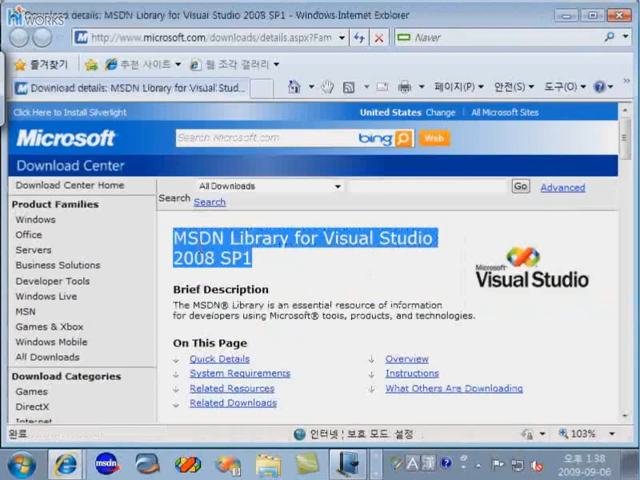 Download details: MSDN Library for Visual Studio 2008 SP1 - Windows Internet Explorer
hi WORKS
http://www.microsoft.com/downloads/details.aspx?Fam
Naver
즐겨찾기
추천 사이트
웹 조각 갤러리
Download details: MSDN Library for Visual Stud...
페이지(P)
안전(S)
도구(O)
Click Here to Install Silverlight
United States Change | All Microsoft Sites
Microsoft
Search Microsoft.com
bing
Web
Download Center
Download Center Home
All Downloads
Go
Advanced
Search
Search
Product Families
Windows
Office
Servers
Business Solutions
Developer Tools
Windows Live
MSN
Games & Xbox
Windows Mobile
All Downloads
Download Categories
Games
DirectX
Internet
MSDN Library for Visual Studio
2008 SP1
Microsoft
Visual Studio
Brief Description
The MSDN® Library is an essential resource of information
for developers using Microsoft® tools, products, and technologies.
On This Page
Quick Details
Overview
System Requirements
Instructions
Related Resources
What Others Are Downloading
Related Downloads
완료
인터넷 | 보호 모드: 설정
103%
msdn
A 漢
오후 1:38
2009-09-06